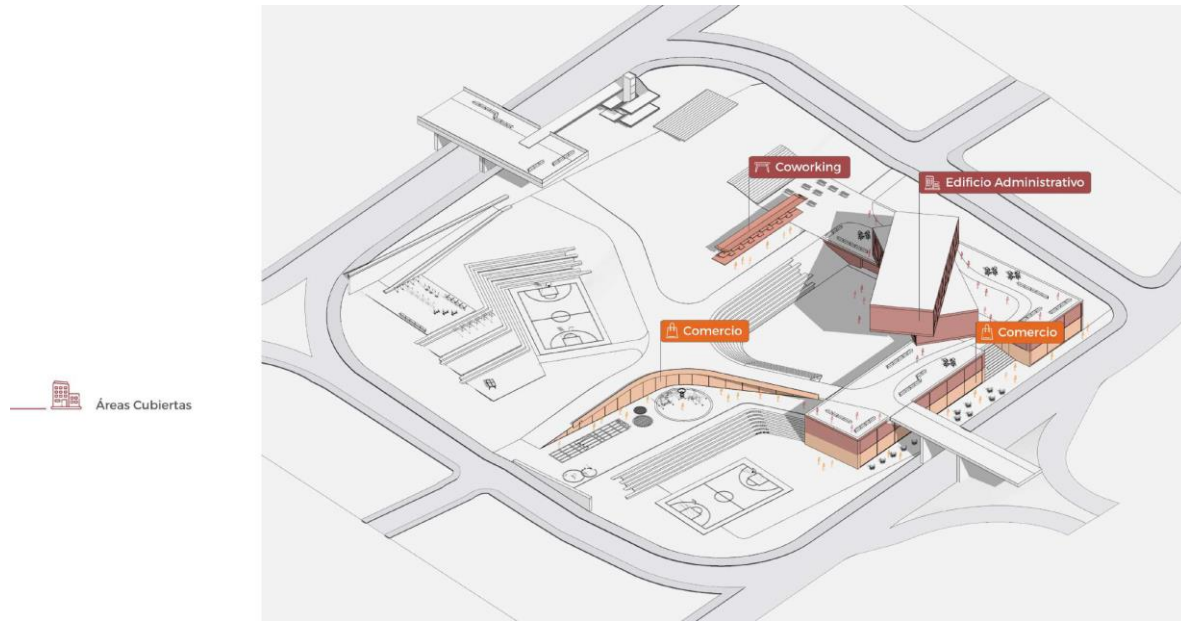 Coworking
Edificio Administrativo
Comercio
Comercio
Áreas Cubiertas